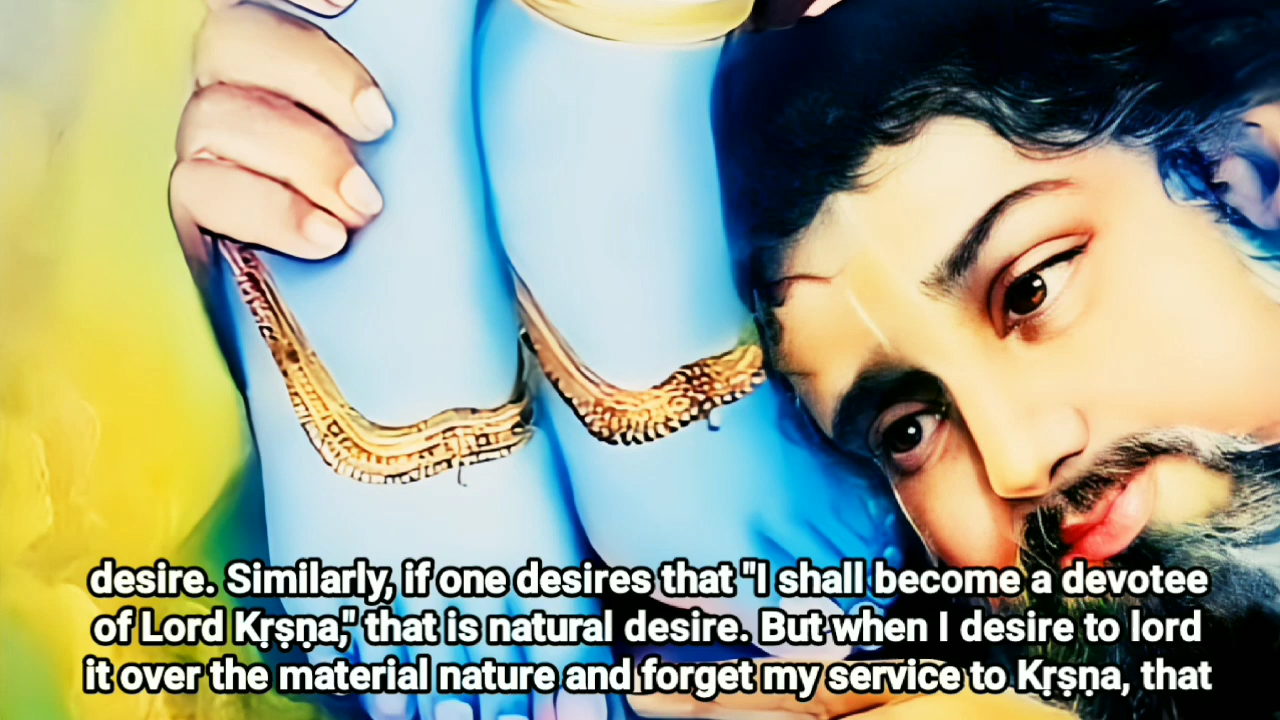 desire. Similarly, if one desires that "I shall become a devotee
of Lord Kṛṣṇa," that is natural desire. But when I desire to lord
it over the material nature and forget my service to Kṛṣṇa, that